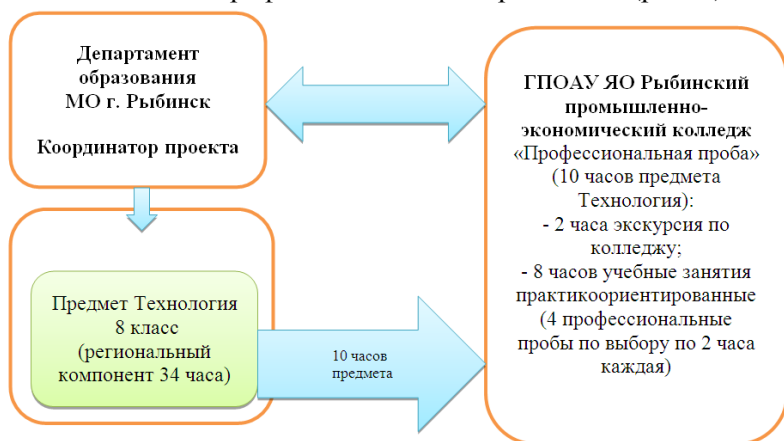 Департамент
образования
МО г. Рыбинск
Координатор проекта
Предмет Технология
8 класс
(региональный
компонент 34 часа)
10 часов
предмета
ГПОАУ ЯО Рыбинский
промышленно-
экономический колледж
«Профессиональная проба»
(10 часов предмета
Технология):
- 2 часа экскурсия по
колледжу;
- 8 часов учебные занятия
практикоориентированные
(4 профессиональные
пробы по выбору по 2 часа
каждая)